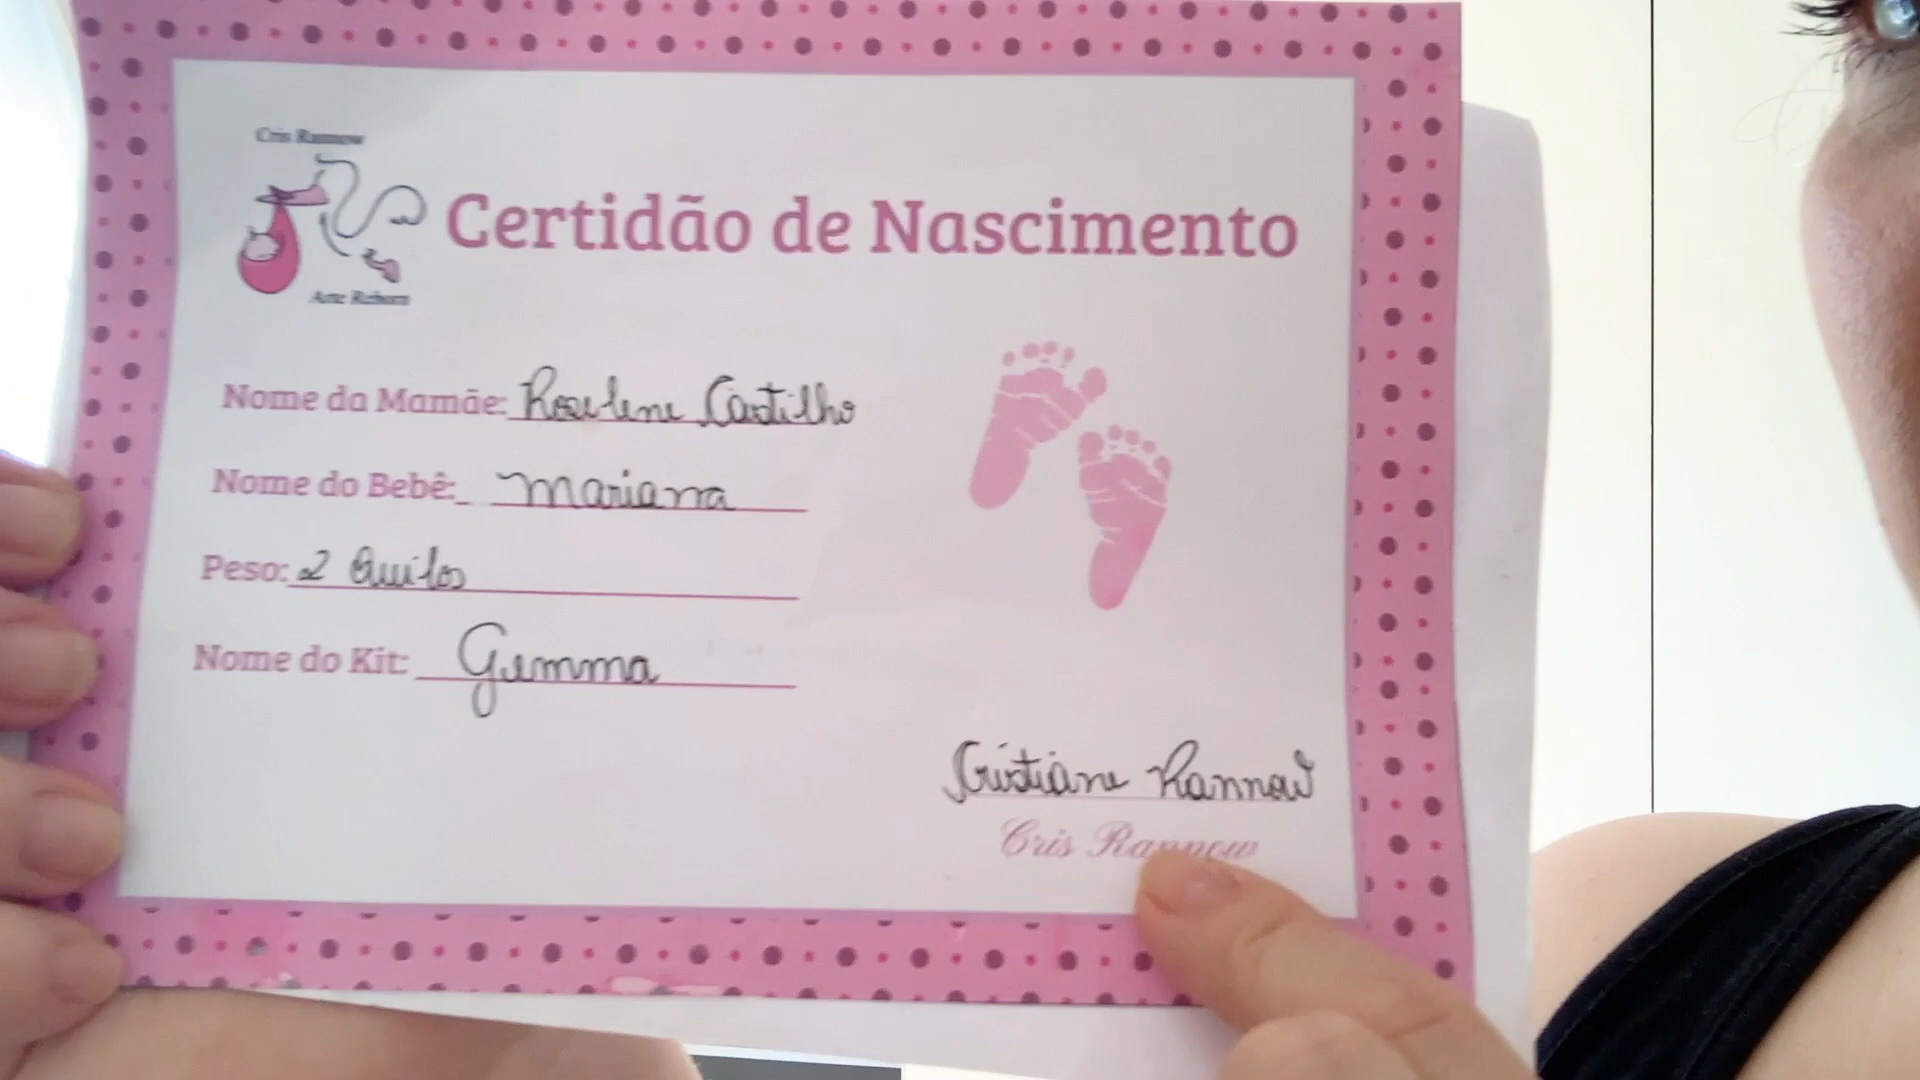 Cris Rannow
Certidão de Nascimento
Arte Reborn
Nome da Mamãe: Roselene Castilho
Nome do Bebê: Mariana
Peso: 2 Quilos
Nome do Kit: Gemma
Cristiane Rannow
Cris Rannow